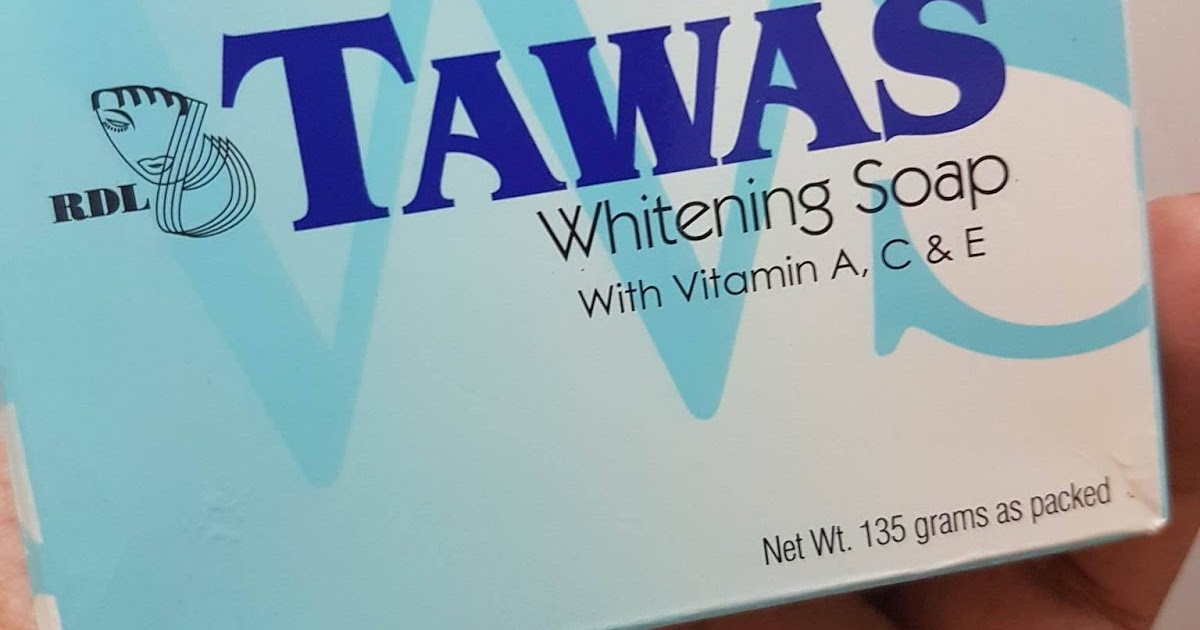 TAWAS
RDL
Whitening Soap
With Vitamin A, C & E
Net Wt. 135 grams as packed